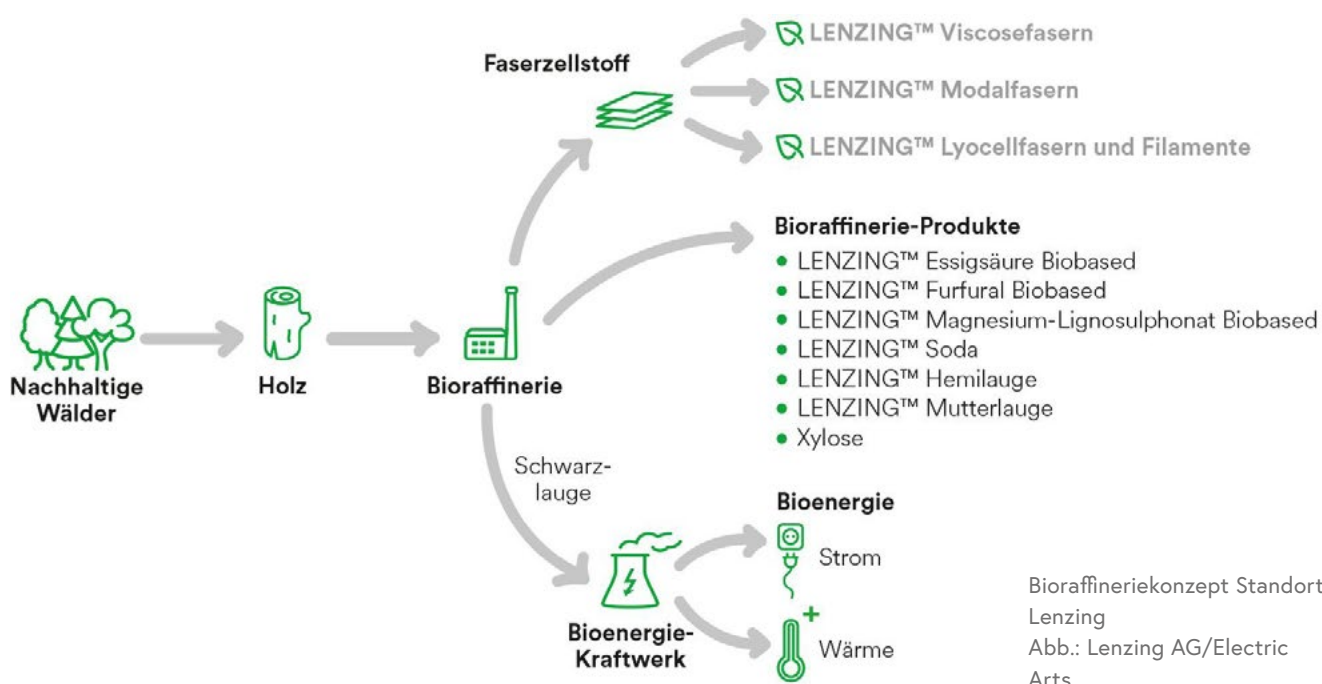 Nachhaltige
Wälder
Holz
Bioraffinerie
Faserzellstoff
LENZING™ Viscosefasern
LENZING™ Modalfasern
LENZING™ Lyocellfasern und Filamente
Bioraffinerie-Produkte
LENZING™ Essigsäure Biobased
LENZING™ Furfural Biobased
LENZING™ Magnesium-Lignosulphonat Biobased
LENZING™ Soda
LENZING™ Hemilauge
LENZING™ Mutterlauge
Xylose
Schwarz-
lauge
Bioenergie-
Kraftwerk
Bioenergie
Strom
Wärme
Bioraffineriekonzept Standort
Lenzing
Abb.: Lenzing AG/Electric
Arts